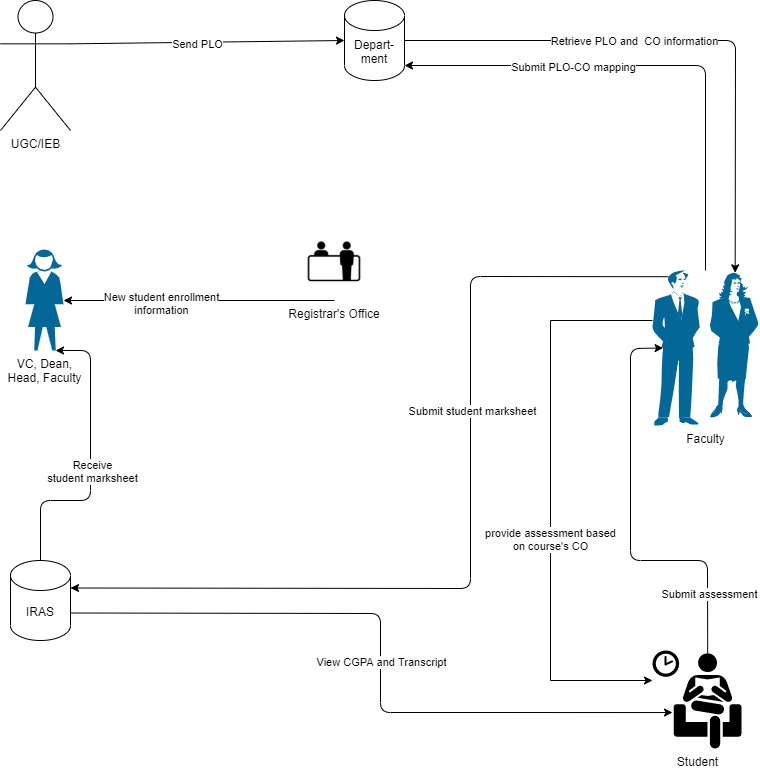 Send PLO
Depart-
ment
Retrieve PLO and  CO information
Submit PLO-CO mapping
UGC/IEB
New student enrollment
information
Registrar's Office
VC, Dean,
Head, Faculty
Submit student marksheet
Faculty
Receive
student marksheet
provide assessment based
on course's CO
Submit assessment
IRAS
View CGPA and Transcript
Student